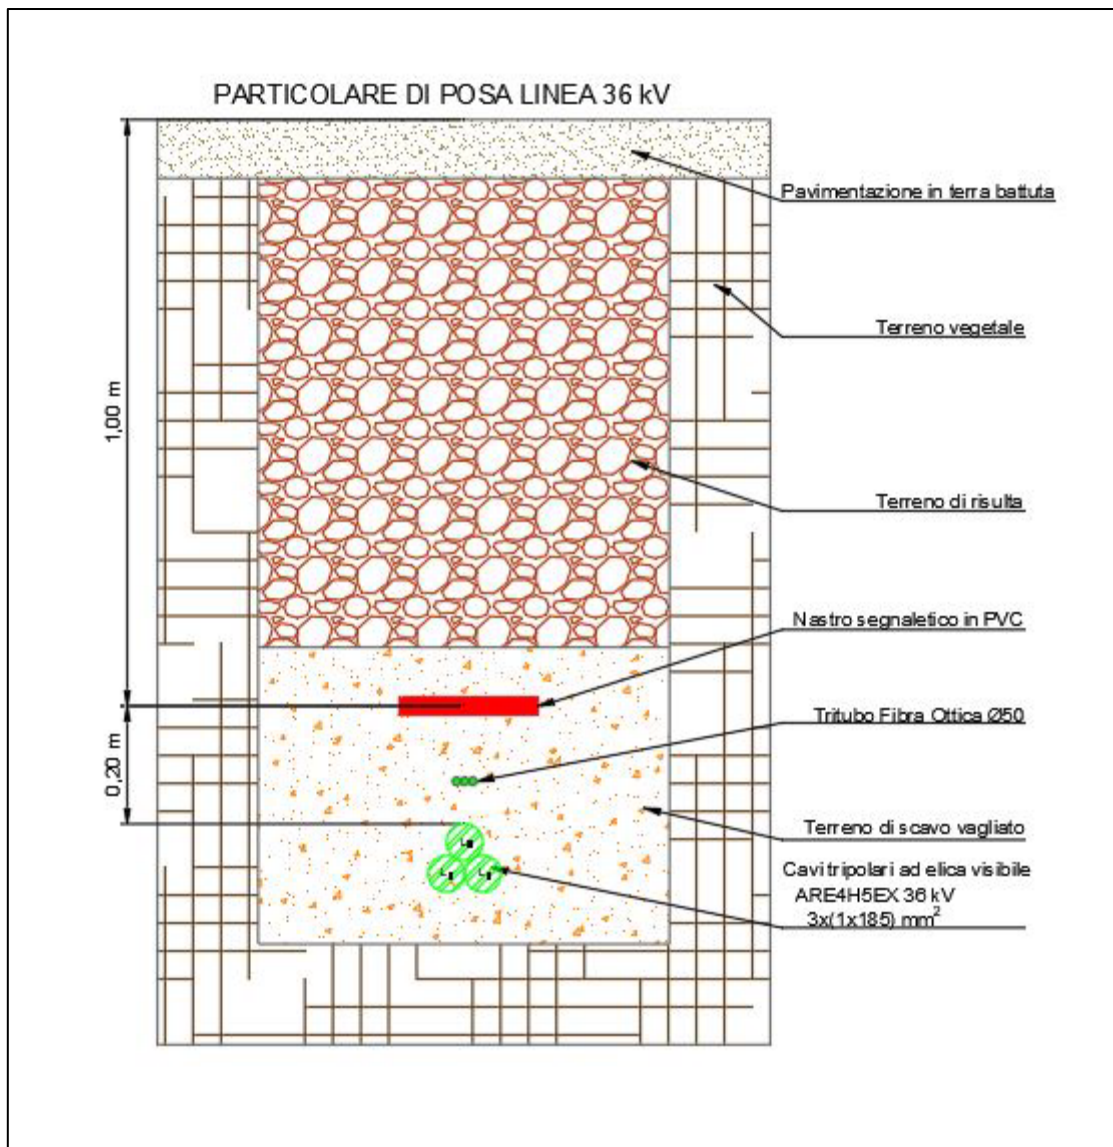 PARTICOLARE DI POSA LINEA 36 kV
Pavimentazione in terra battuta
Terreno vegetale
1,00 m
Terreno di risulta
Nastro segnaletico in PVC
Tritubo Fibra Ottica Ø50
0,20 m
Terreno di scavo vagliato
Cavi tripolari ad elica visibile
ARE4H5EX 36 kV
3x(1x185) mm²